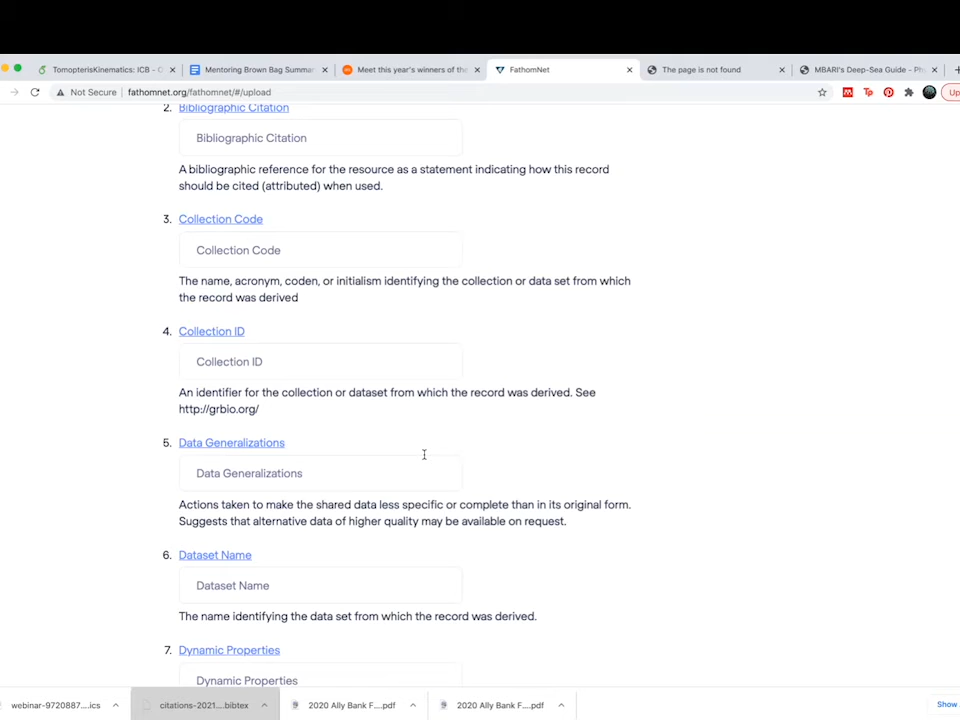 TomopterisKinematics: ICB - O
Mentoring Brown Bag Summar
Meet this year's winners of the
FathomNet
The page is not found
MBARI's Deep-Sea Guide - Ph
Not Secure
fathomnet.org/fathomnet/#/upload
Up
2. Bibliographic Citation
Bibliographic Citation
A bibliographic reference for the resource as a statement indicating how this record
should be cited (attributed) when used.
3. Collection Code
Collection Code
The name, acronym, coden, or initialism identifying the collection or data set from which
the record was derived
4. Collection ID
Collection ID
An identifier for the collection or dataset from which the record was derived. See
http://grbio.org/
5. Data Generalizations
Data Generalizations
Actions taken to make the shared data less specific or complete than in its original form.
Suggests that alternative data of higher quality may be available on request.
6. Dataset Name
Dataset Name
The name identifying the data set from which the record was derived.
7. Dynamic Properties
Dynamic Properties
webinar-9720887....ics
citations-2021....bibtex
2020 Ally Bank F....pdf
2020 Ally Bank F....pdf
Show